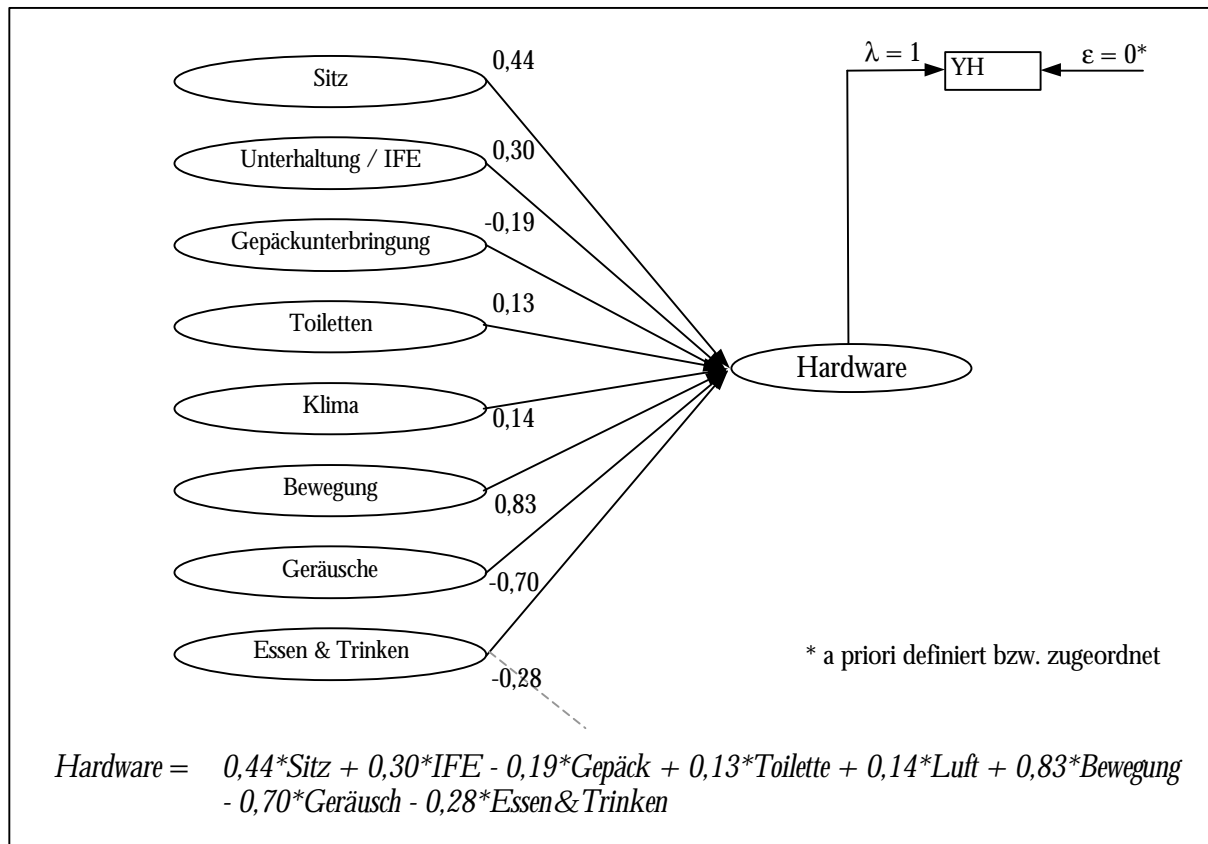 0,44
λ = 1
ε = 0*
YH
Sitz
Unterhaltung / IFE
0,30
-0,19
Gepäckunterbringung
0,13
Toiletten
Hardware
Klima
0,14
Bewegung
0,83
Geräusche
-0,70
Essen & Trinken
-0,28
* a priori definiert bzw. zugeordnet
Hardware = 0,44*Sitz + 0,30*IFE - 0,19*Gepäck + 0,13*Toilette + 0,14*Luft + 0,83*Bewegung
- 0,70*Geräusch - 0,28*Essen&Trinken